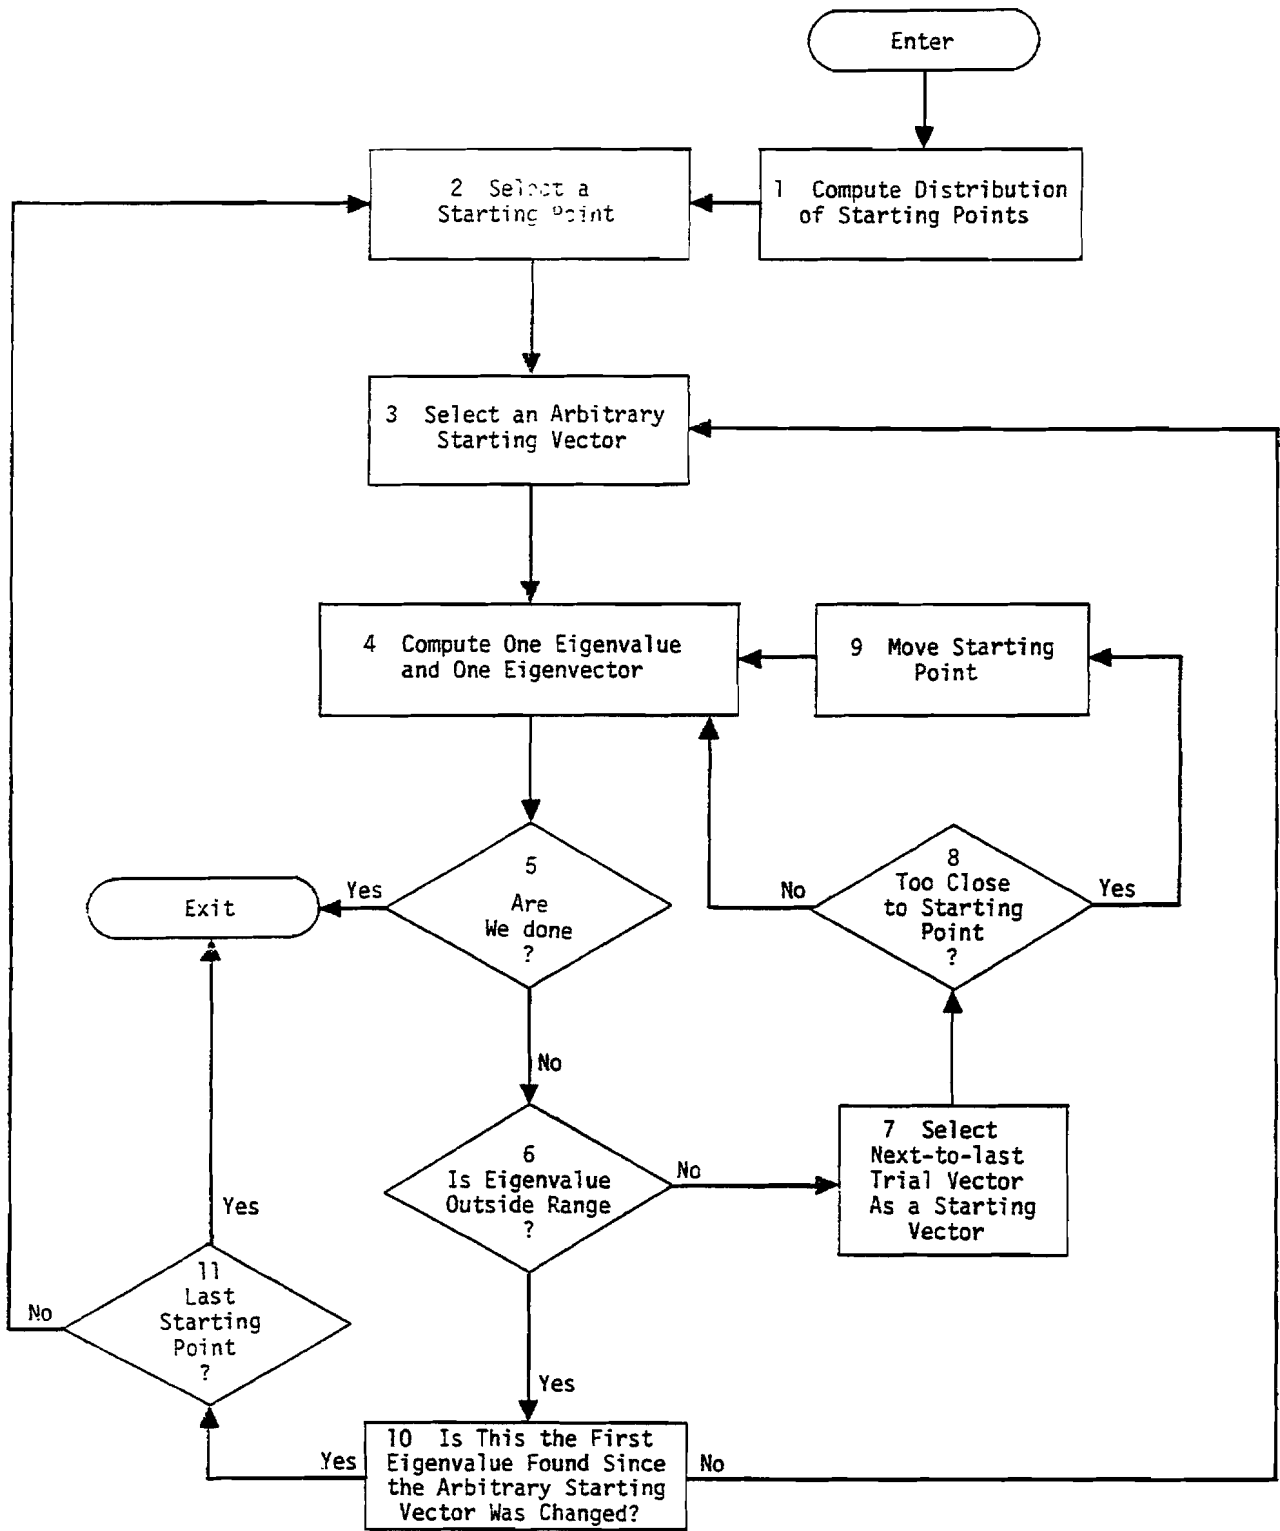 Enter
1 Compute Distribution
of Starting Points
2 Select a
Starting Point
3 Select an Arbitrary
Starting Vector
4 Compute One Eigenvalue
and One Eigenvector
9 Move Starting
Point
5
Are
We done
?
Yes
Exit
No
8
Too Close
to Starting
Point
?
No
Yes
6
Is Eigenvalue
Outside Range
?
No
Yes
7 Select
Next-to-last
Trial Vector
As a Starting
Vector
11
Last
Starting
Point
?
Yes
No
10 Is This the First
Eigenvalue Found Since
the Arbitrary Starting
Vector Was Changed?
Yes
No